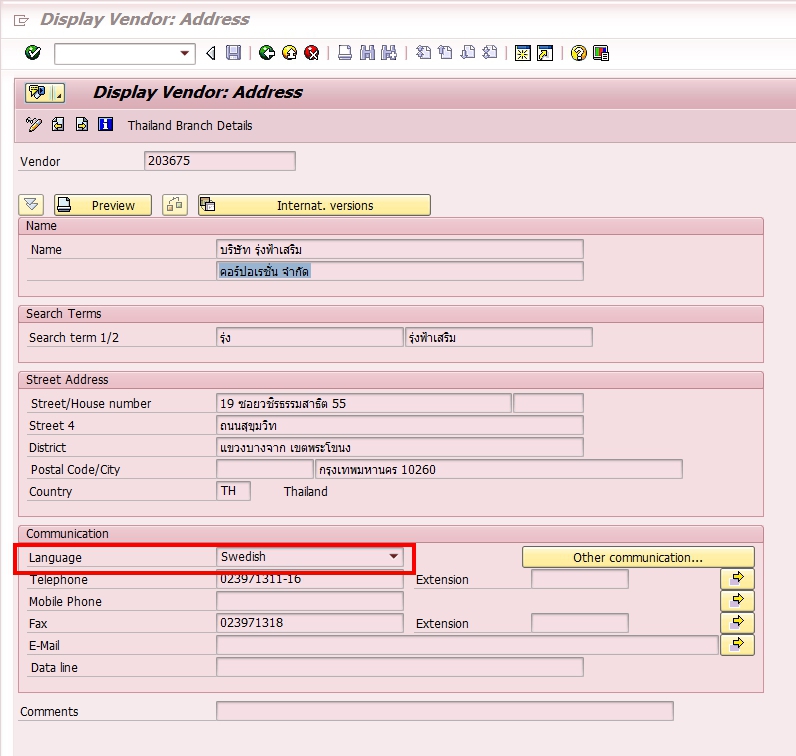 Display Vendor: Address
Display Vendor: Address
Thailand Branch Details
Vendor 203675
Preview Internat. versions
Name
Name บริษัท รุ่งฟ้าเสริม
คอร์ปอเรชั่น จำกัด
Search Terms
Search term 1/2 รุ่ง รุ่งฟ้าเสริม
Street Address
Street/House number 19 ซอยวชิรธรรมสาธิต 55
Street 4 ถนนสุขุมวิท
District แขวงบางจาก เขตพระโขนง
Postal Code/City กรุงเทพมหานคร 10260
Country TH Thailand
Communication
Language Swedish Other communication...
Telephone 023971311-16 Extension
Mobile Phone
Fax 023971318 Extension
E-Mail
Data line
Comments